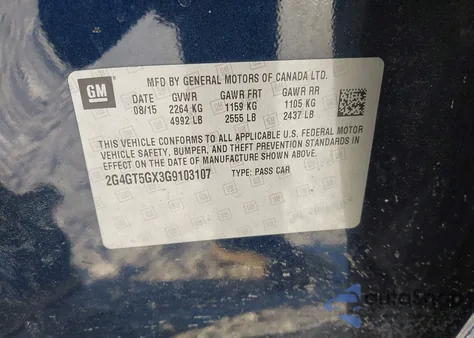 GM
MFD BY GENERAL MOTORS OF CANADA LTD.
DATE GVWR GAWR FRT GAWR RR
08/15 2264 KG 1159 KG 1105 KG
4992 LB 2555 LB 2437 LB
THIS VEHICLE CONFORMS TO ALL APPLICABLE U.S. FEDERAL MOTOR
VEHICLE SAFETY, BUMPER, AND THEFT PREVENTION STANDARDS IN
EFFECT ON THE DATE OF MANUFACTURE SHOWN ABOVE.
2G4GT5GX3G9103107 TYPE: PASS CAR
autoSnap